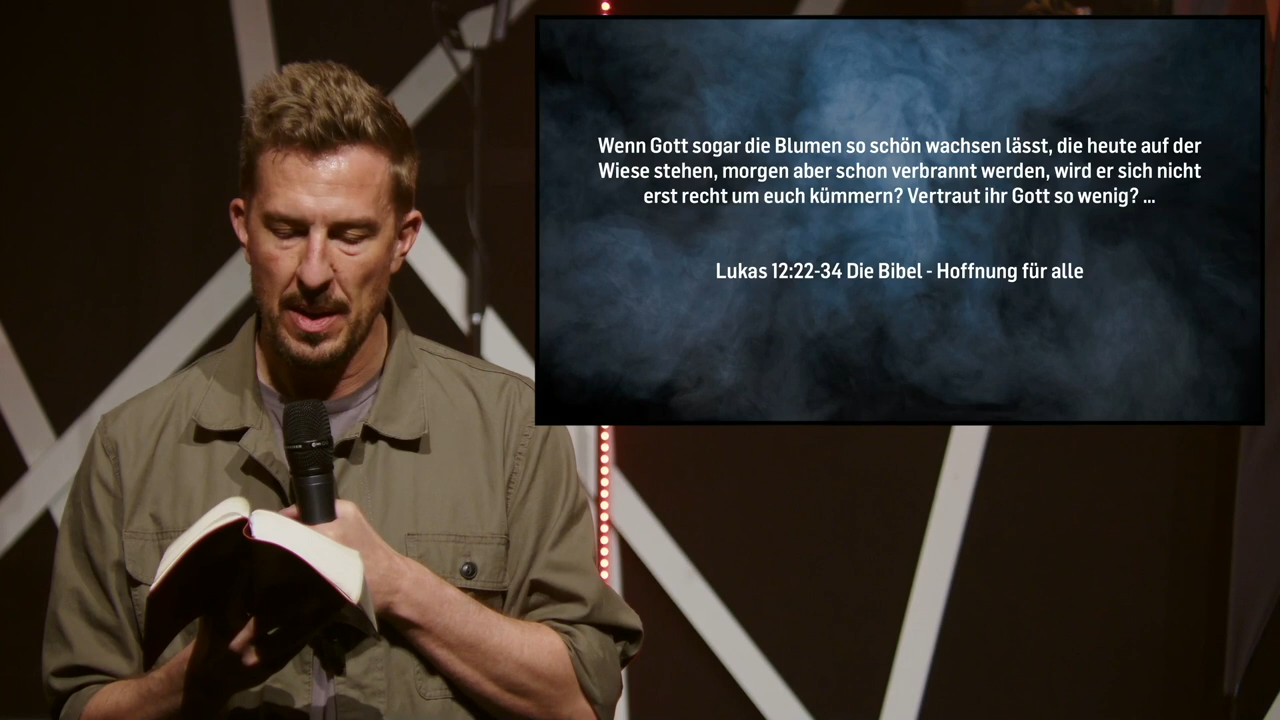 Wenn Gott sogar die Blumen so schön wachsen lässt, die heute auf der
Wiese stehen, morgen aber schon verbrannt werden, wird er sich nicht
erst recht um euch kümmern? Vertraut ihr Gott so wenig? ...
Lukas 12:22-34 Die Bibel - Hoffnung für alle